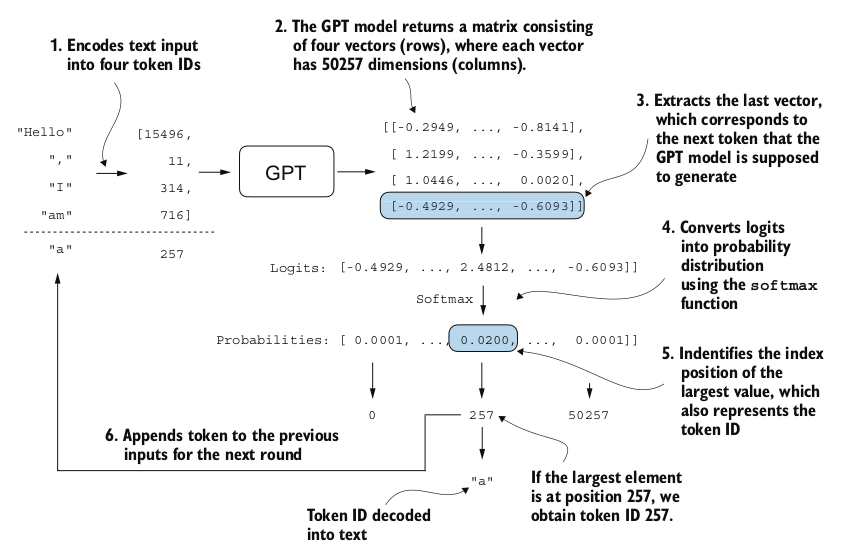 1. Encodes text input
into four token IDs
2. The GPT model returns a matrix consisting
of four vectors (rows), where each vector
has 50257 dimensions (columns).
3. Extracts the last vector,
which corresponds to
the next token that the
GPT model is supposed
to generate
"Hello"
","
"I"
"am"
"a"
[15496,
11,
314,
716]
257
GPT
[[-0.2949, ..., -0.8141],
[ 1.2199, ..., -0.3599],
[ 1.0446, ...,  0.0020],
[-0.4929, ..., -0.6093]]
4. Converts logits
into probability
distribution
using the softmax
function
Logits: [-0.4929, ..., 2.4812, ..., -0.6093]]
Softmax
Probabilities: [ 0.0001, ..., 0.0200, ...,  0.0001]]
5. Indentifies the index
position of the
largest value, which
also represents the
token ID
0
257
50257
6. Appends token to the previous
inputs for the next round
"a"
If the largest element
is at position 257, we
obtain token ID 257.
Token ID decoded
into text